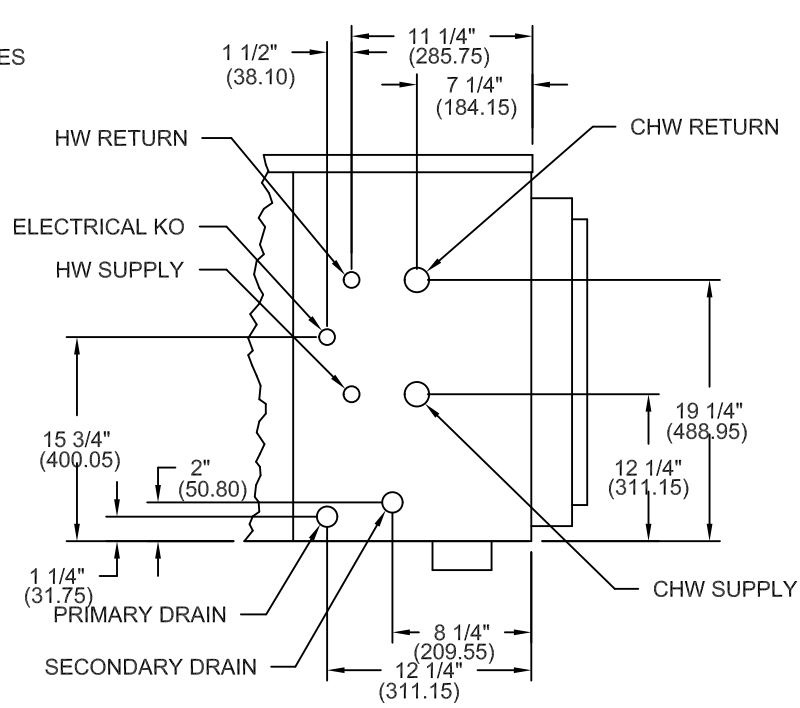 11 1/4"
1 1/2"
(285.75)
ES
(38.10)
7 1/4"
(184.15)
HW RETURN
CHW RETURN
ELECTRICAL KO
HW SUPPLY
19 1/4"
(488.95)
15 3/4"
(400.05)
2"
(50.80)
12 1/4"
(311.15)
1 1/4"
(31.75)
CHW SUPPLY
PRIMARY DRAIN
8 1/4"
(209.55)
SECONDARY DRAIN
12 1/4"
(311.15)